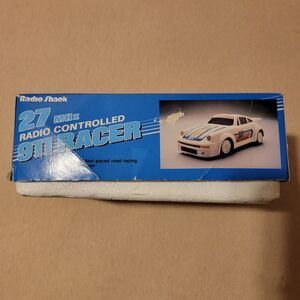 Radio Shack
27 MHz
RADIO CONTROLLED
911 RACER
fast-paced road racing